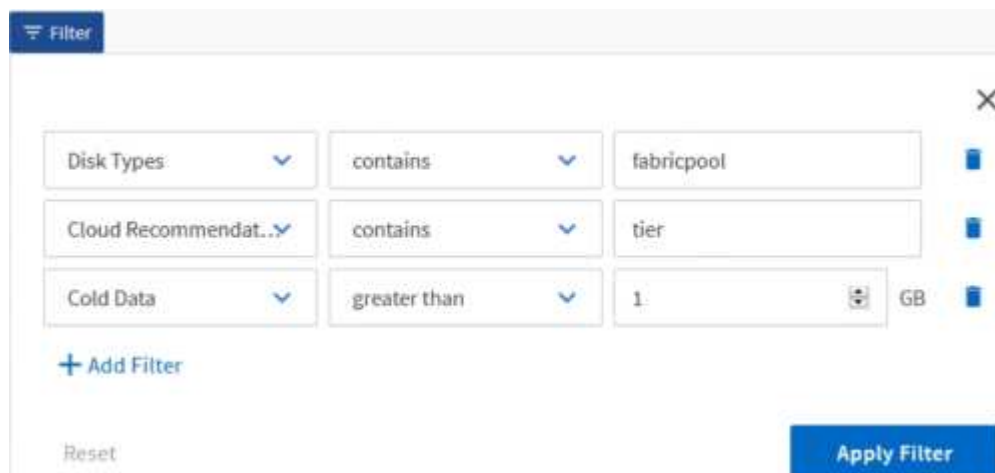 Filter
Disk Types contains fabricpool
Cloud Recommendat... contains tier
Cold Data greater than 1 GB
+ Add Filter
Reset Apply Filter